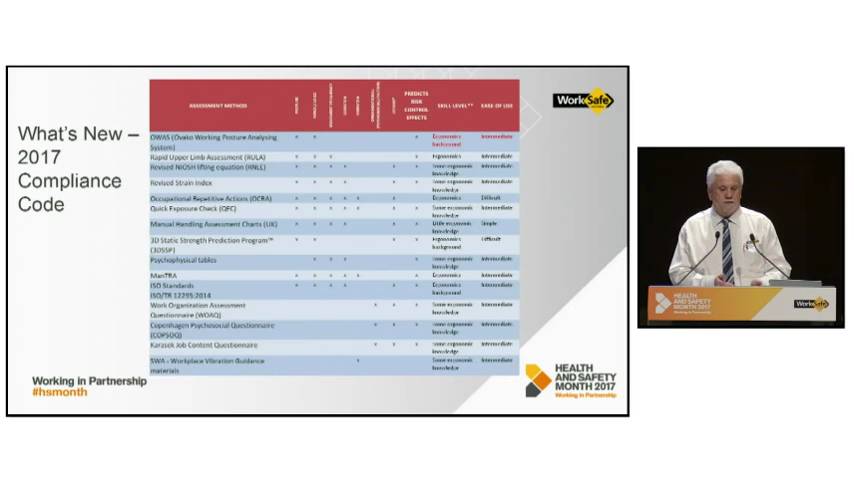 What's New –
2017
Compliance
Code
ASSESSMENT METHOD
PREDICTS
RISK
CONTROL
EFFECTS
SKILL LEVEL**
EASE OF USE
OWAS (Ovako Working Posture Analysing
System)
x x x Ergonomics
background
Intermediate
Rapid Upper Limb Assessment (RULA)
x x x x Ergonomics Intermediate
Revised NIOSH lifting equation (RNLE)
x x x x x x Some ergonomic
knowledge
Intermediate
Revised Strain Index
x x x x x x Some ergonomic
knowledge
Intermediate
Occupational Repetitive Actions (OCRA)
x x x x x x x Ergonomics Difficult
Quick Exposure Check (QEC)
x x x x x x x Some ergonomic
knowledge
Intermediate
Manual Handling Assessment Charts (UK)
x x x x x x Little ergonomic
knowledge
Simple
3D Static Strength Prediction Program™
(3DSSP)
x x x x Ergonomics
background
Difficult
Psychophysical tables
x x x x Some ergonomic
knowledge
Intermediate
ManTRA
x x x x x x Ergonomics Intermediate
ISO Standards
ISO/TR 12295:2014
x x x x x x Ergonomics
background
Intermediate
Work Organization Assessment
Questionnaire (WOAQ)
x x x Some ergonomic
knowledge
Intermediate
Copenhagen Psychosocial Questionnaire
(COPSOQ)
x x x Some ergonomic
knowledge
Intermediate
Karasek Job Content Questionnaire
x x x Some ergonomic
knowledge
Intermediate
SWA - Workplace Vibration Guidance
materials
x Some ergonomic
knowledge
Intermediate
WorkSafe
Working in Partnership
#hsmonth
HEALTH
AND SAFETY
MONTH 2017
Working in Partnership
HEALTH
AND SAFETY
MONTH 2017
Working in Partnership
WorkSafe